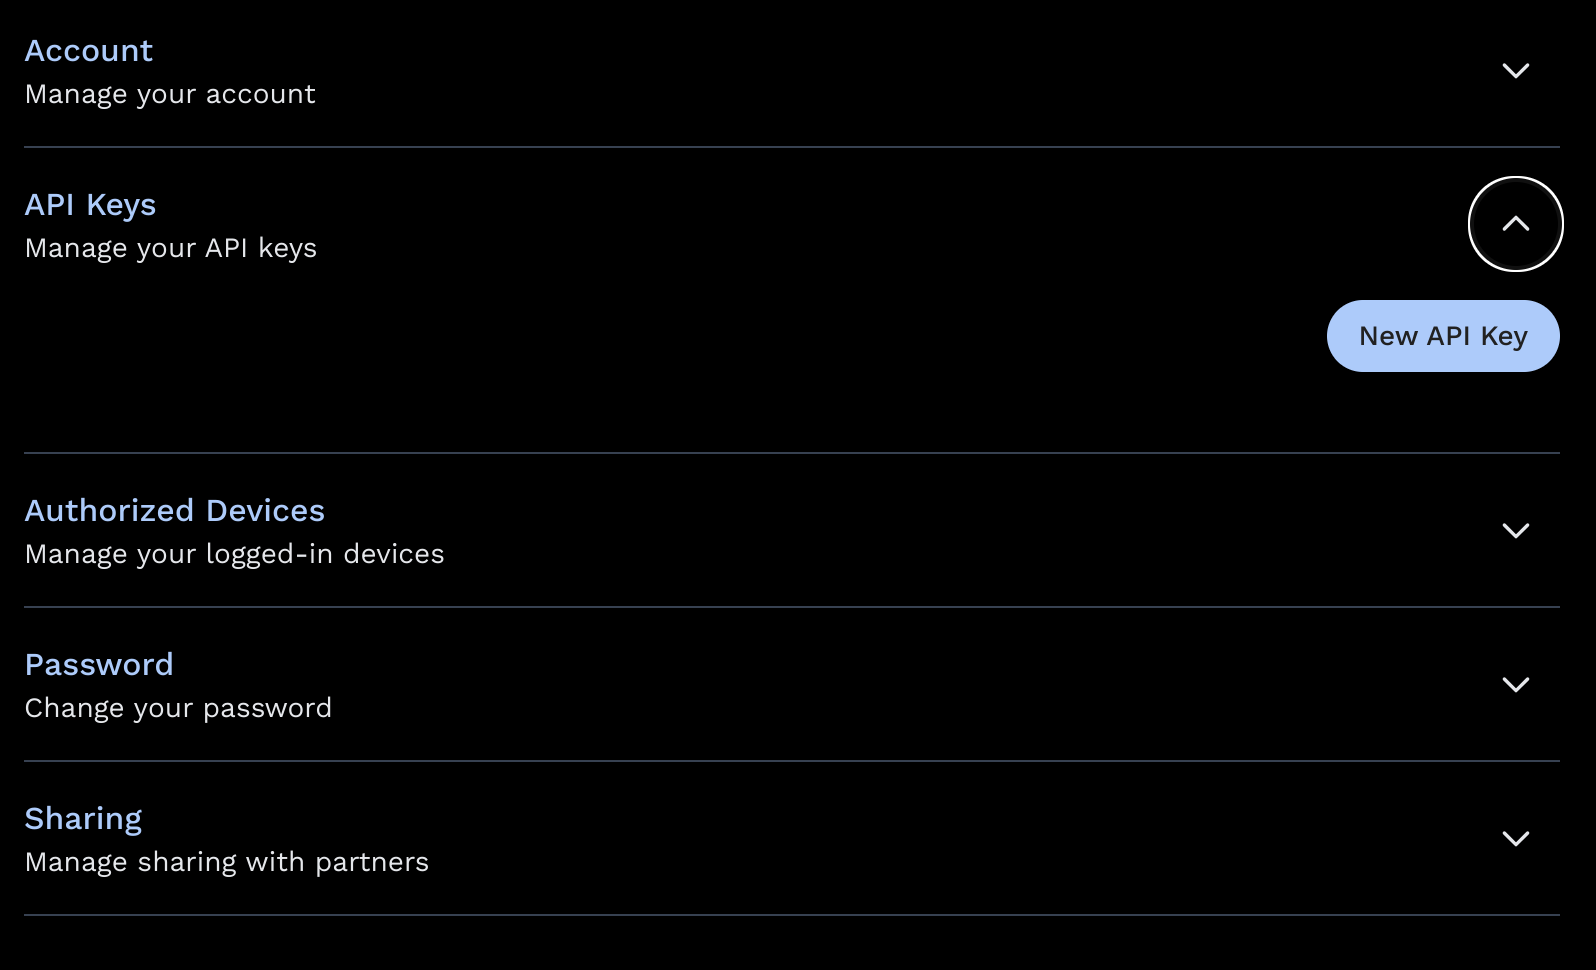 Account
Manage your account
API Keys
Manage your API keys
New API Key
Authorized Devices
Manage your logged-in devices
Password
Change your password
Sharing
Manage sharing with partners